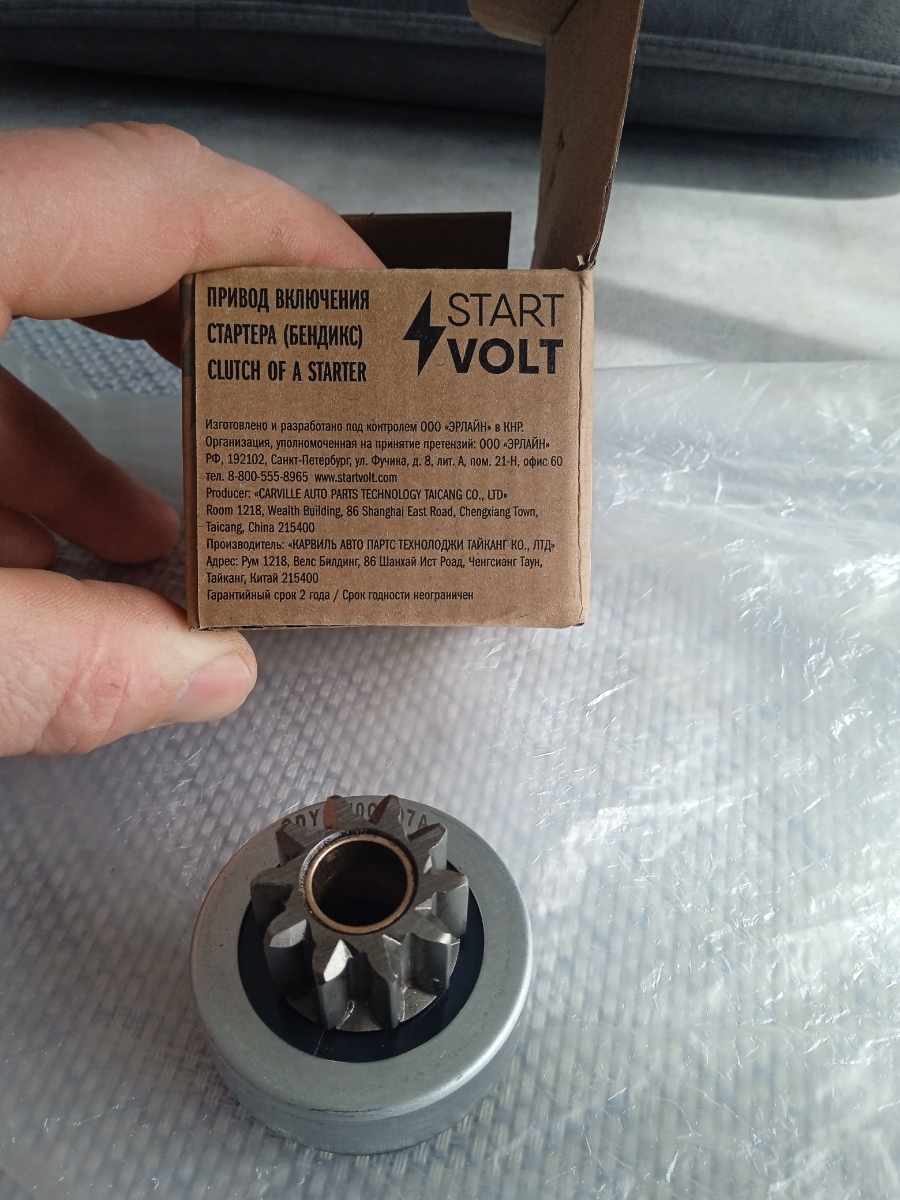 ПРИВОД ВКЛЮЧЕНИЯ
СТАРТЕРА (БЕНДИКС)
CLUTCH OF A STARTER
START
VOLT
Изготовлено и разработано под контролем ООО «ЭРЛАЙН» в КНР.
Организация, уполномоченная на принятие претензий: ООО «ЭРЛАЙН»
РФ, 192102, Санкт-Петербург, ул. Фучика, д. 8, лит. А, пом. 21-Н, офис 60
тел. 8-800-555-8965 www.startvolt.com
Producer: «CARVILLE AUTO PARTS TECHNOLOGY TAICANG CO., LTD»
Room 1218, Wealth Building, 86 Shanghai East Road, Chengxiang Town,
Taicang, China 215400
Производитель: «КАРВИЛЬ АВТО ПАРТС ТЕХНОЛОДЖИ ТАЙКАНГ КО., ЛТД»
Адрес: Рум 1218, Велс Билдинг, 86 Шанхай Ист Роад, Ченгсианг Таун,
Тайканг, Китай 215400
Гарантийный срок 2 года / Срок годности неограничен